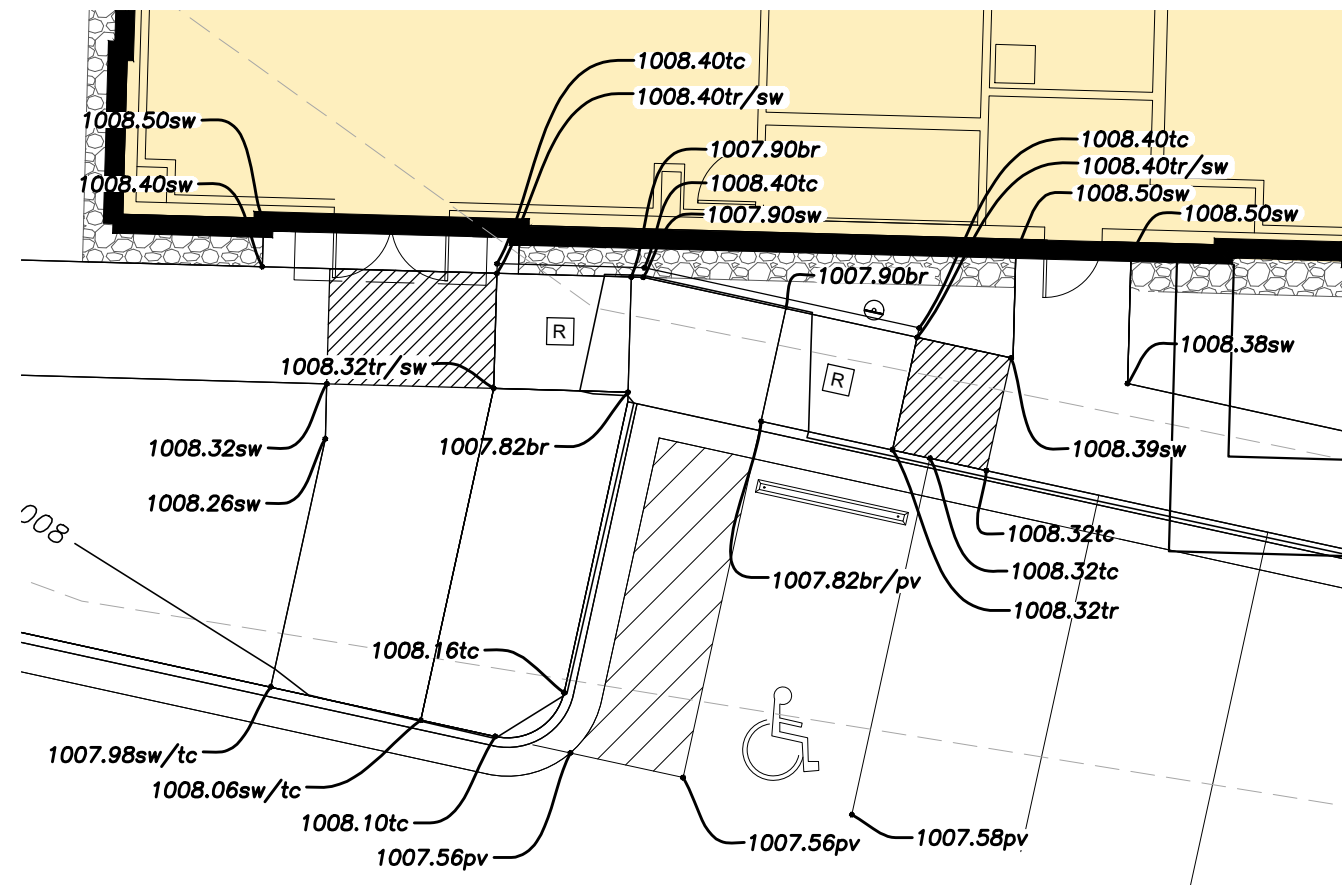 1008.40tc
1008.40tr/sw
1008.50sw
1007.90br
1008.40tc
1008.40tr/sw
1008.40sw
1008.40tc
1008.50sw
1007.90sw
1008.50sw
1007.90br
R
1008.38sw
1008.32tr/sw
R
1008.32sw
1007.82br
1008.39sw
1008.26sw
008
1008.32tc
1008.32tc
1007.82br/pv
1008.32tr
1008.16tc
1007.98sw/tc
1008.06sw/tc
1008.10tc
1007.56pv
1007.56pv
1007.58pv